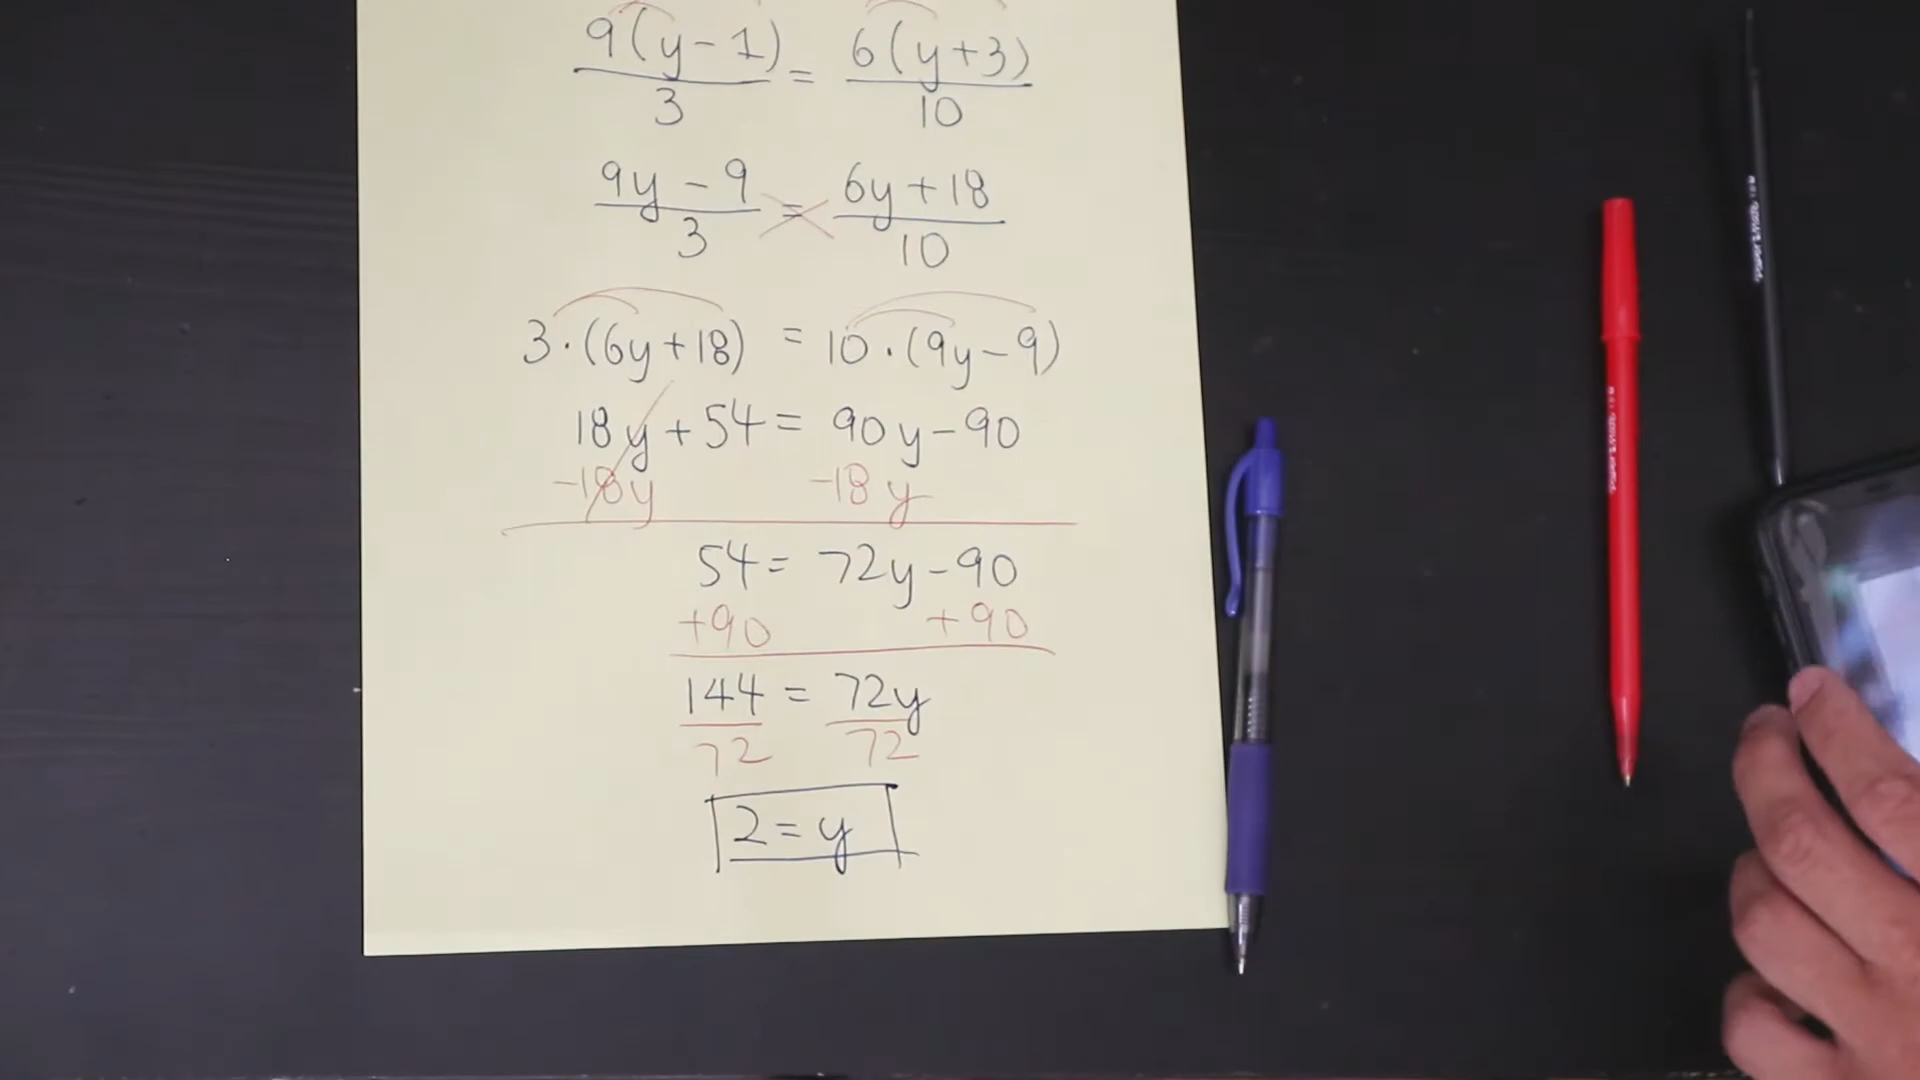 9(y-1)/3 = 6(y+3)/10
9y - 9/3 = 6y + 18/10
3·(6y+18) = 10·(9y-9)
18y + 54 = 90y - 90
-18y -18y
54 = 72y - 90
+90 +90
144/72 = 72y/72
2 = y